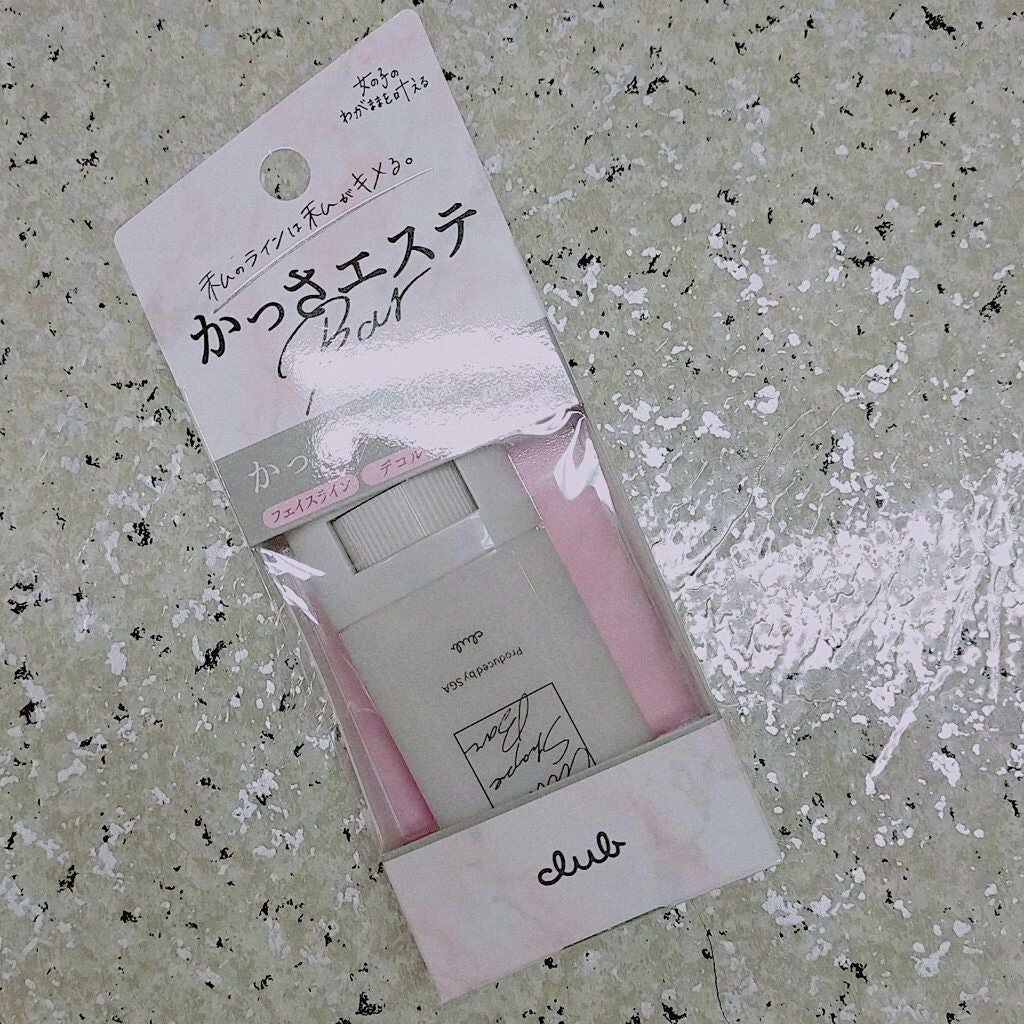 女の子の
わがままを叶える
私のラインは私がキメる。
かっさエステ
Bar
かっ
フェイスライン デコル
club
Produced by SGA
Shape
Bar
club